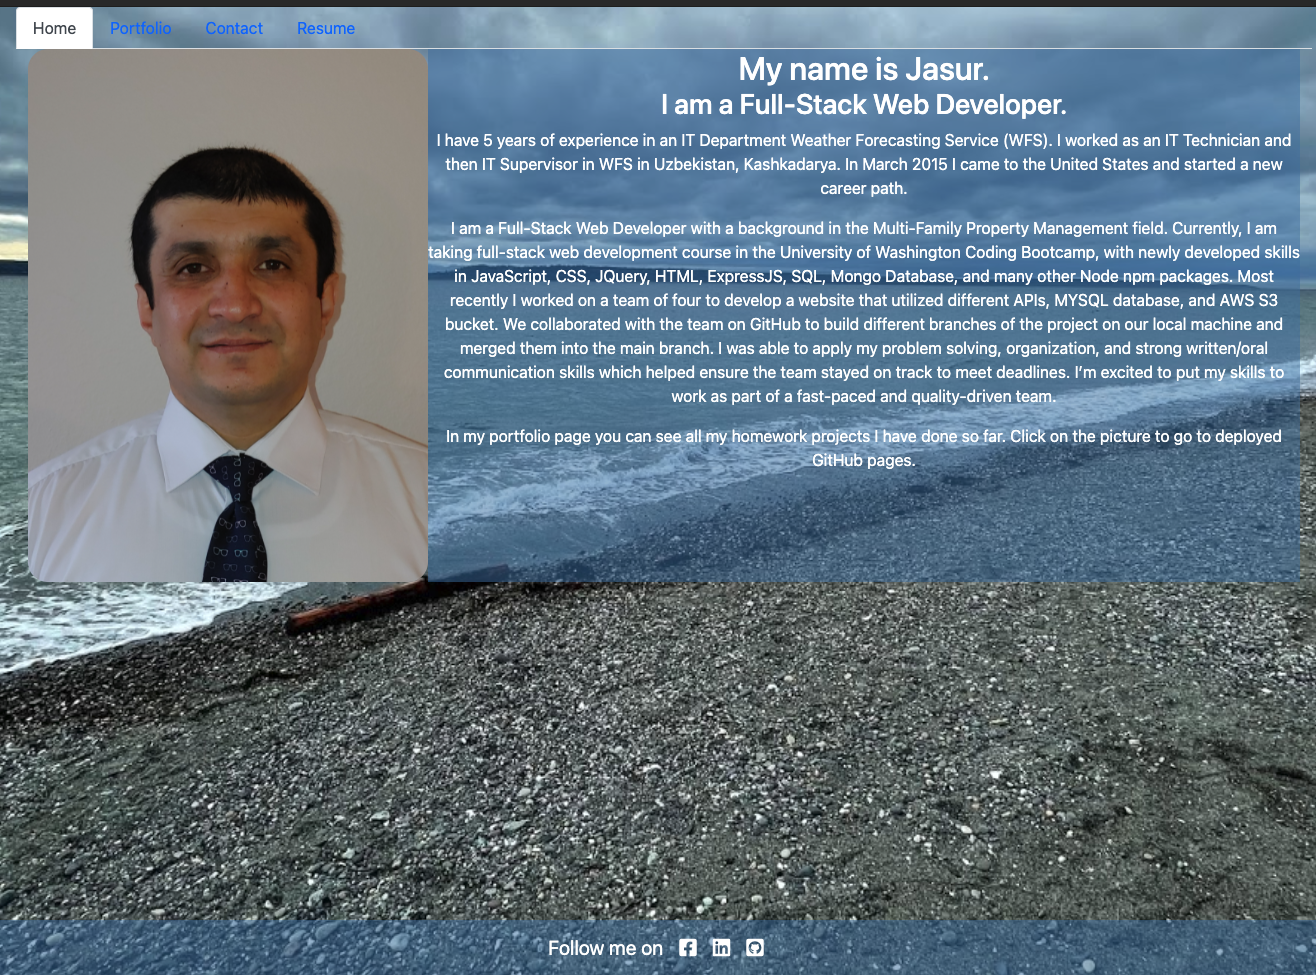 Home Portfolio Contact Resume
My name is Jasur.
I am a Full-Stack Web Developer.
I have 5 years of experience in an IT Department Weather Forecasting Service (WFS). I worked as an IT Technician and
then IT Supervisor in WFS in Uzbekistan, Kashkadarya. In March 2015 I came to the United States and started a new
career path.
I am a Full-Stack Web Developer with a background in the Multi-Family Property Management field. Currently, I am
taking full-stack web development course in the University of Washington Coding Bootcamp, with newly developed skills
in JavaScript, CSS, JQuery, HTML, ExpressJS, SQL, Mongo Database, and many other Node npm packages. Most
recently I worked on a team of four to develop a website that utilized different APIs, MYSQL database, and AWS S3
bucket. We collaborated with the team on GitHub to build different branches of the project on our local machine and
merged them into the main branch. I was able to apply my problem solving, organization, and strong written/oral
communication skills which helped ensure the team stayed on track to meet deadlines. I’m excited to put my skills to
work as part of a fast-paced and quality-driven team.
In my portfolio page you can see all my homework projects I have done so far. Click on the picture to go to deployed
GitHub pages.
Follow me on